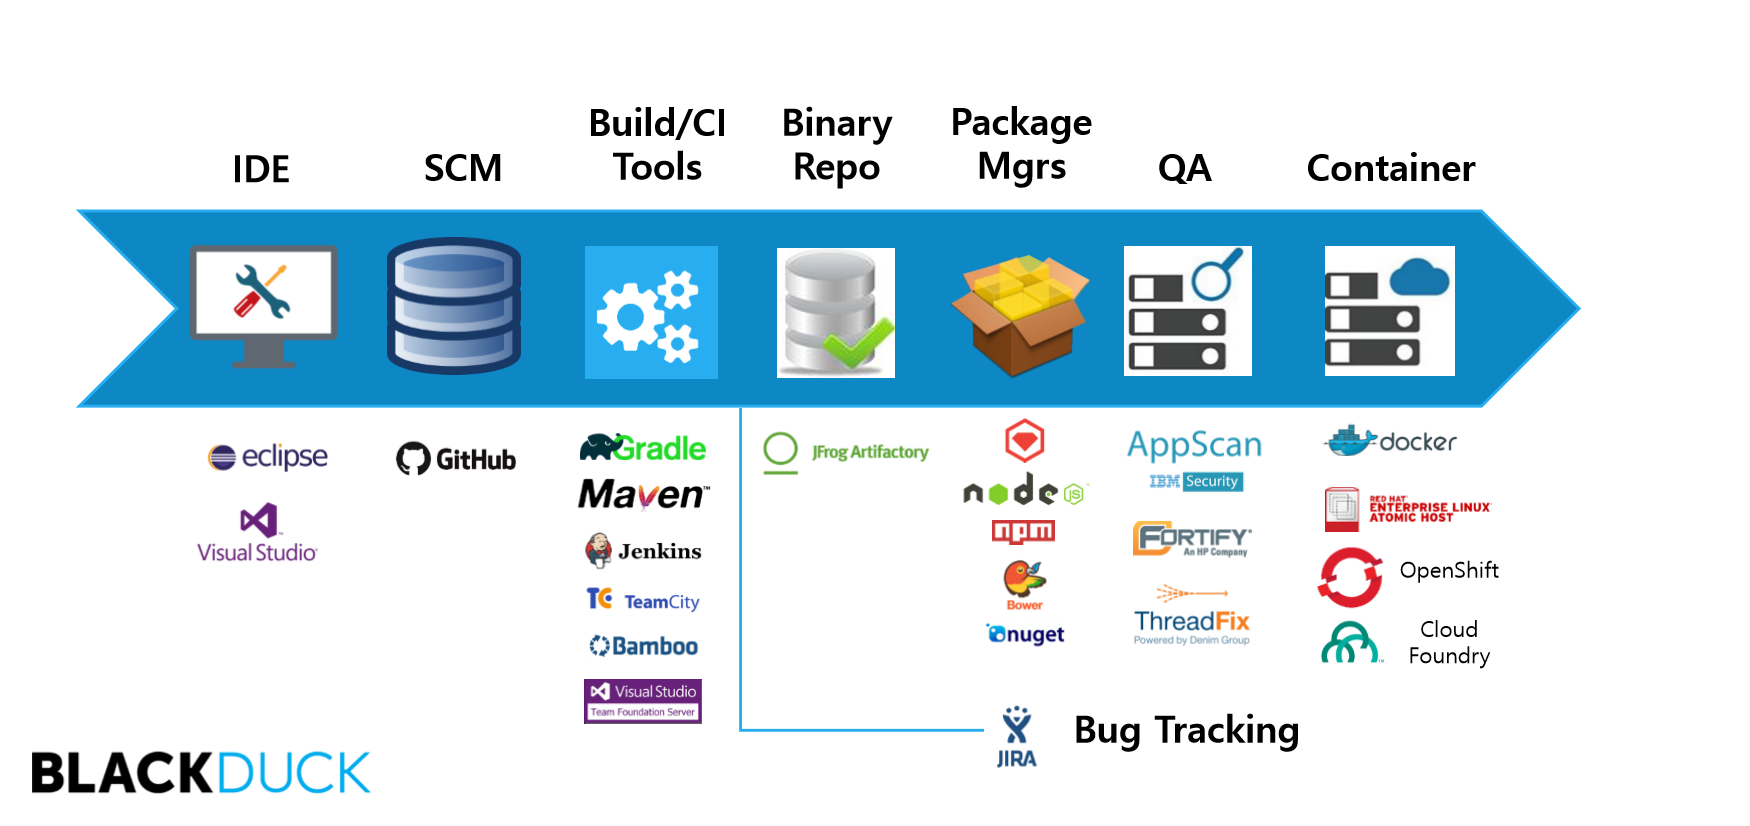 IDE
SCM
Build/CI
Tools
Binary
Repo
Package
Mgrs
QA
Container
eclipse
Visual Studio
GitHub
Gradle
Maven™
Jenkins
TC TeamCity
Bamboo
Visual Studio
Team Foundation Server
JFrog Artifactory
node
JS
npm
Bower
nuget
AppScan
IBM Security
FORTIFY
An HP Company
ThreadFix
Powered by Denim Group
docker
RED HAT
ENTERPRISE LINUX
ATOMIC HOST
OpenShift
Cloud
Foundry
JIRA
Bug Tracking
BLACKDUCK